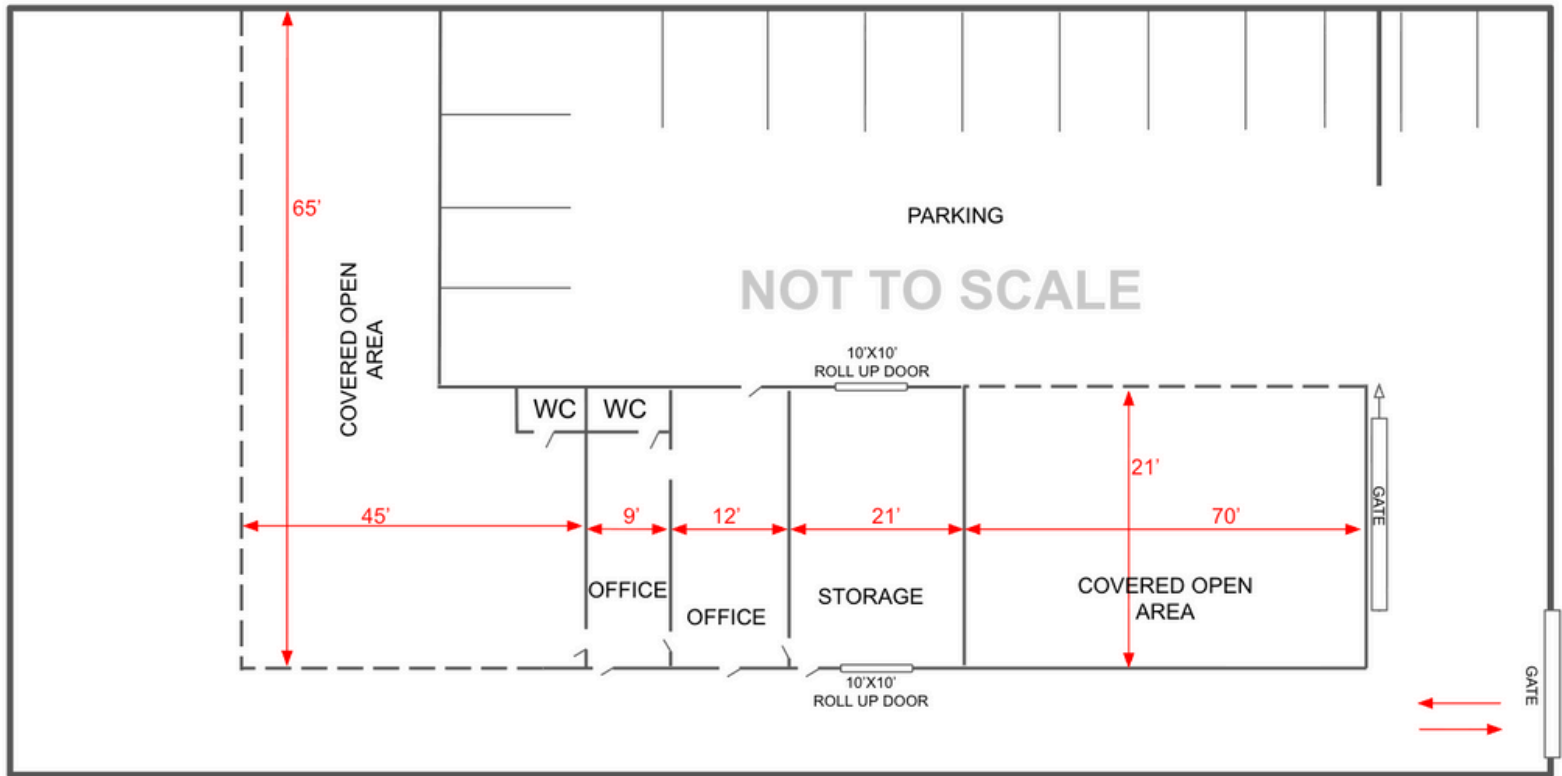 65’
COVERED OPEN
AREA
PARKING
NOT TO SCALE
10’X10’
ROLL UP DOOR
WC
WC
21’
GATE
45’
9’
12’
21’
70’
OFFICE
OFFICE
STORAGE
COVERED OPEN
AREA
10’X10’
ROLL UP DOOR
GATE